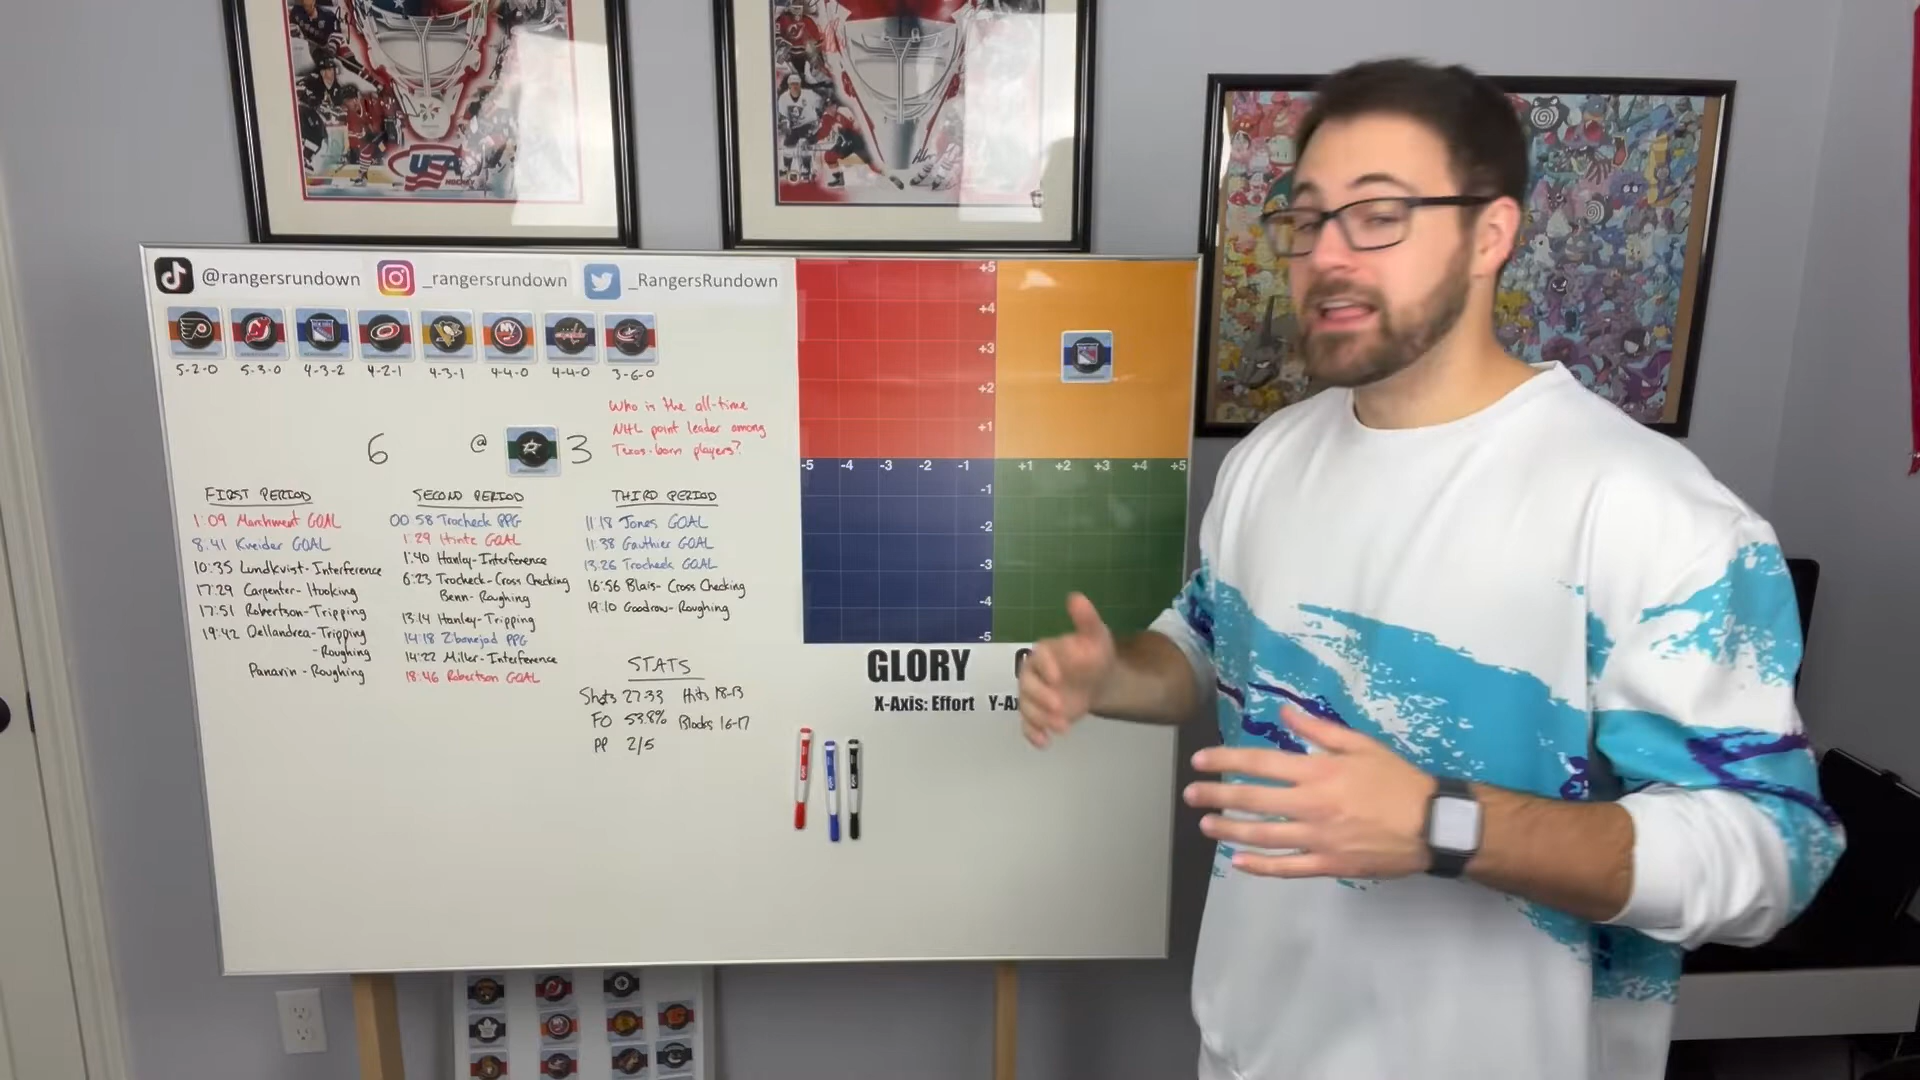 USA
HOCKEY
@rangersrundown
_rangersrundown
_RangersRundown
5-2-0
5-3-0
4-3-2
4-2-1
4-3-1
4-4-0
4-4-0
3-6-0
6
@
3
Who is the all-time
NHL point leader among
Texas-born players?
FIRST PERIOD
1:09 Marchment GOAL
8:41 Kreider GOAL
10:35 Lundkvist-Interference
17:29 Carpenter-Hooking
17:51 Robertson-Tripping
19:42 Dellandrea-Tripping
-Roughing
Panarin-Roughing
SECOND PERIOD
00:58 Trocheck PPG
1:29 Hintz GOAL
1:40 Hanley-Interference
6:23 Trocheck-Cross Checking
Benn-Roughing
13:14 Hanley-Tripping
14:18 Zibanejad PPG
14:22 Miller-Interference
18:46 Robertson GOAL
THIRD PERIOD
11:18 Jones GOAL
11:38 Gauthier GOAL
13:26 Trocheck GOAL
16:56 Blais-Cross Checking
19:10 Goodrow-Roughing
STATS
Shots 27-33 Hits 18-13
FO 53.8% Blocks 16-17
PP 2/5
+5
+4
+3
+2
+1
-5 -4 -3 -2 -1 +1 +2 +3 +4 +5
-1
-2
-3
-4
-5
GLORY
X-Axis: Effort